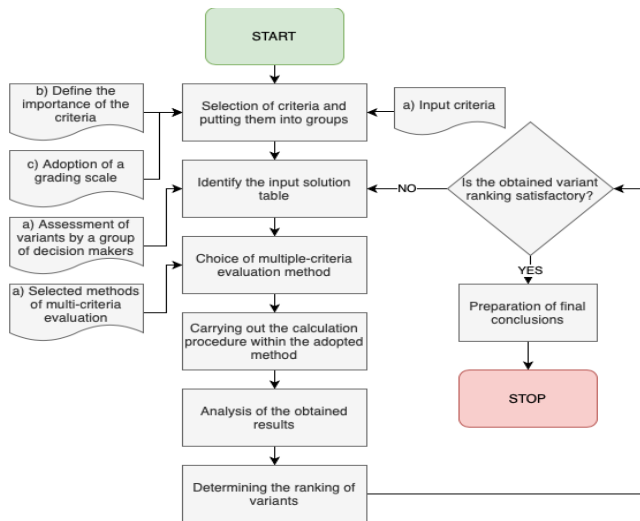 START
b) Define the
importance of the
criteria
Selection of criteria and
putting them into groups
a) Input criteria
c) Adoption of a
grading scale
Identify the input solution
table
NO
Is the obtained variant
ranking satisfactory?
a) Assessment of
variants by a group
of decision makers
Choice of multiple-criteria
evaluation method
YES
a) Selected methods
of multi-criteria
evaluation
Preparation of final
conclusions
Carrying out the calculation
procedure within the adopted
method
STOP
Analysis of the obtained
results
Determining the ranking of
variants